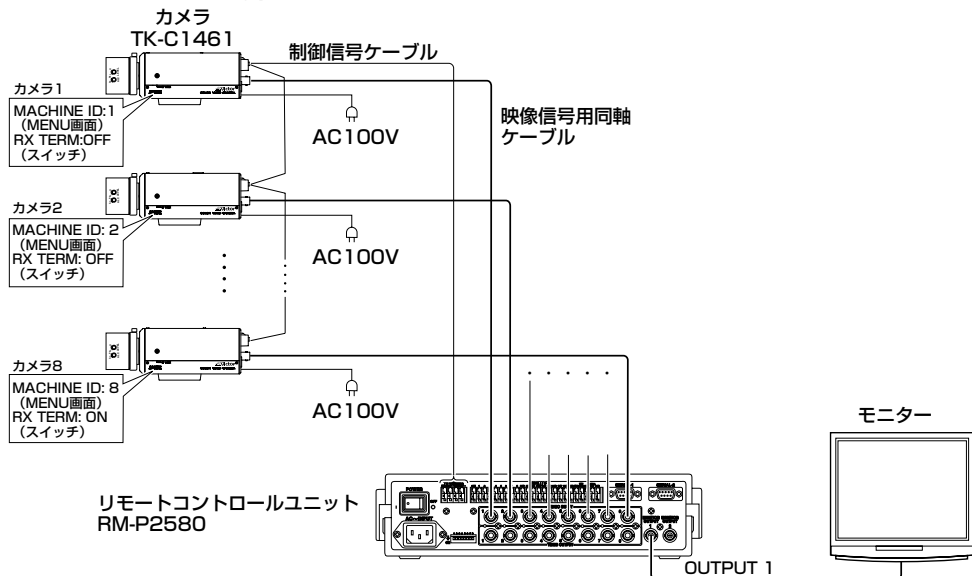 カメラ
TK-C1461
制御信号ケーブル
カメラ1
MACHINE ID:1
（MENU画面）
RX TERM:OFF
（スイッチ）
AC100V
映像信号用同軸
ケーブル
カメラ2
MACHINE ID: 2
（MENU画面）
RX TERM: OFF
（スイッチ）
AC100V
カメラ8
MACHINE ID: 8
（MENU画面）
RX TERM: ON
（スイッチ）
AC100V
モニター
リモートコントロールユニット
RM-P2580
POWER
OUTPUT 1